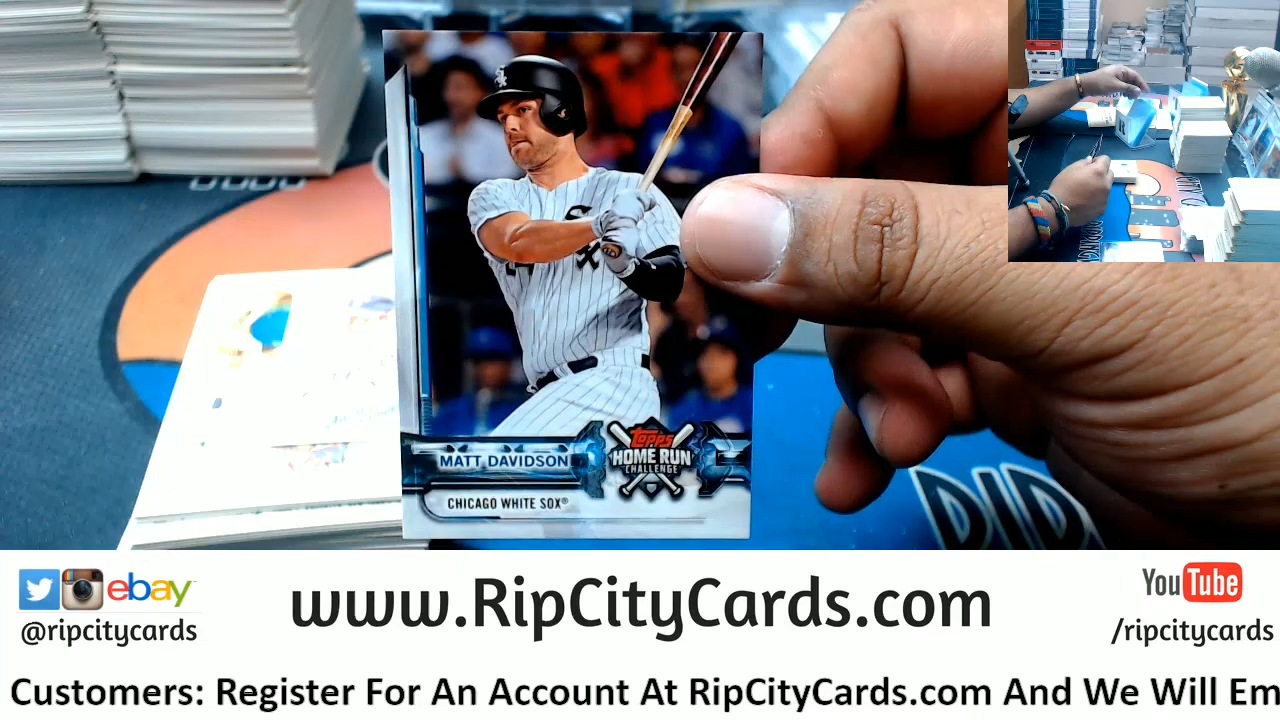 MATT DAVIDSON
Topps
HOME RUN
CHALLENGE
CHICAGO WHITE SOX®
ebay
@ripcitycards
www.RipCityCards.com
YouTube
/ripcitycards
Customers: Register For An Account At RipCityCards.com And We Will Em